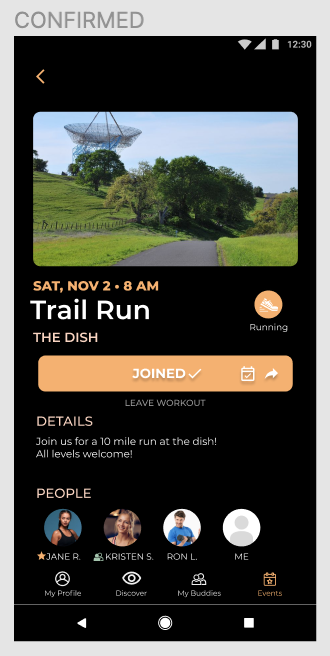 CONFIRMED
12:30
SAT, NOV 2 • 8 AM
Trail Run
Running
THE DISH
JOINED
LEAVE WORKOUT
DETAILS
Join us for a 10 mile run at the dish!
All levels welcome!
PEOPLE
JANE R. KRISTEN S. RON L. ME
My Profile Discover My Buddies Events